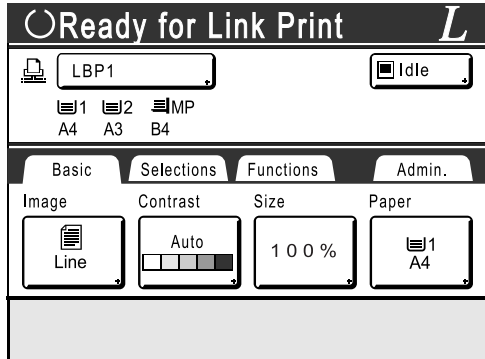 Ready for Link Print L
LBP1 Idle
1 2 MP
A4 A3 B4
Basic Selections Functions Admin.
Image Contrast Size Paper
Auto 100% 1
Line A4